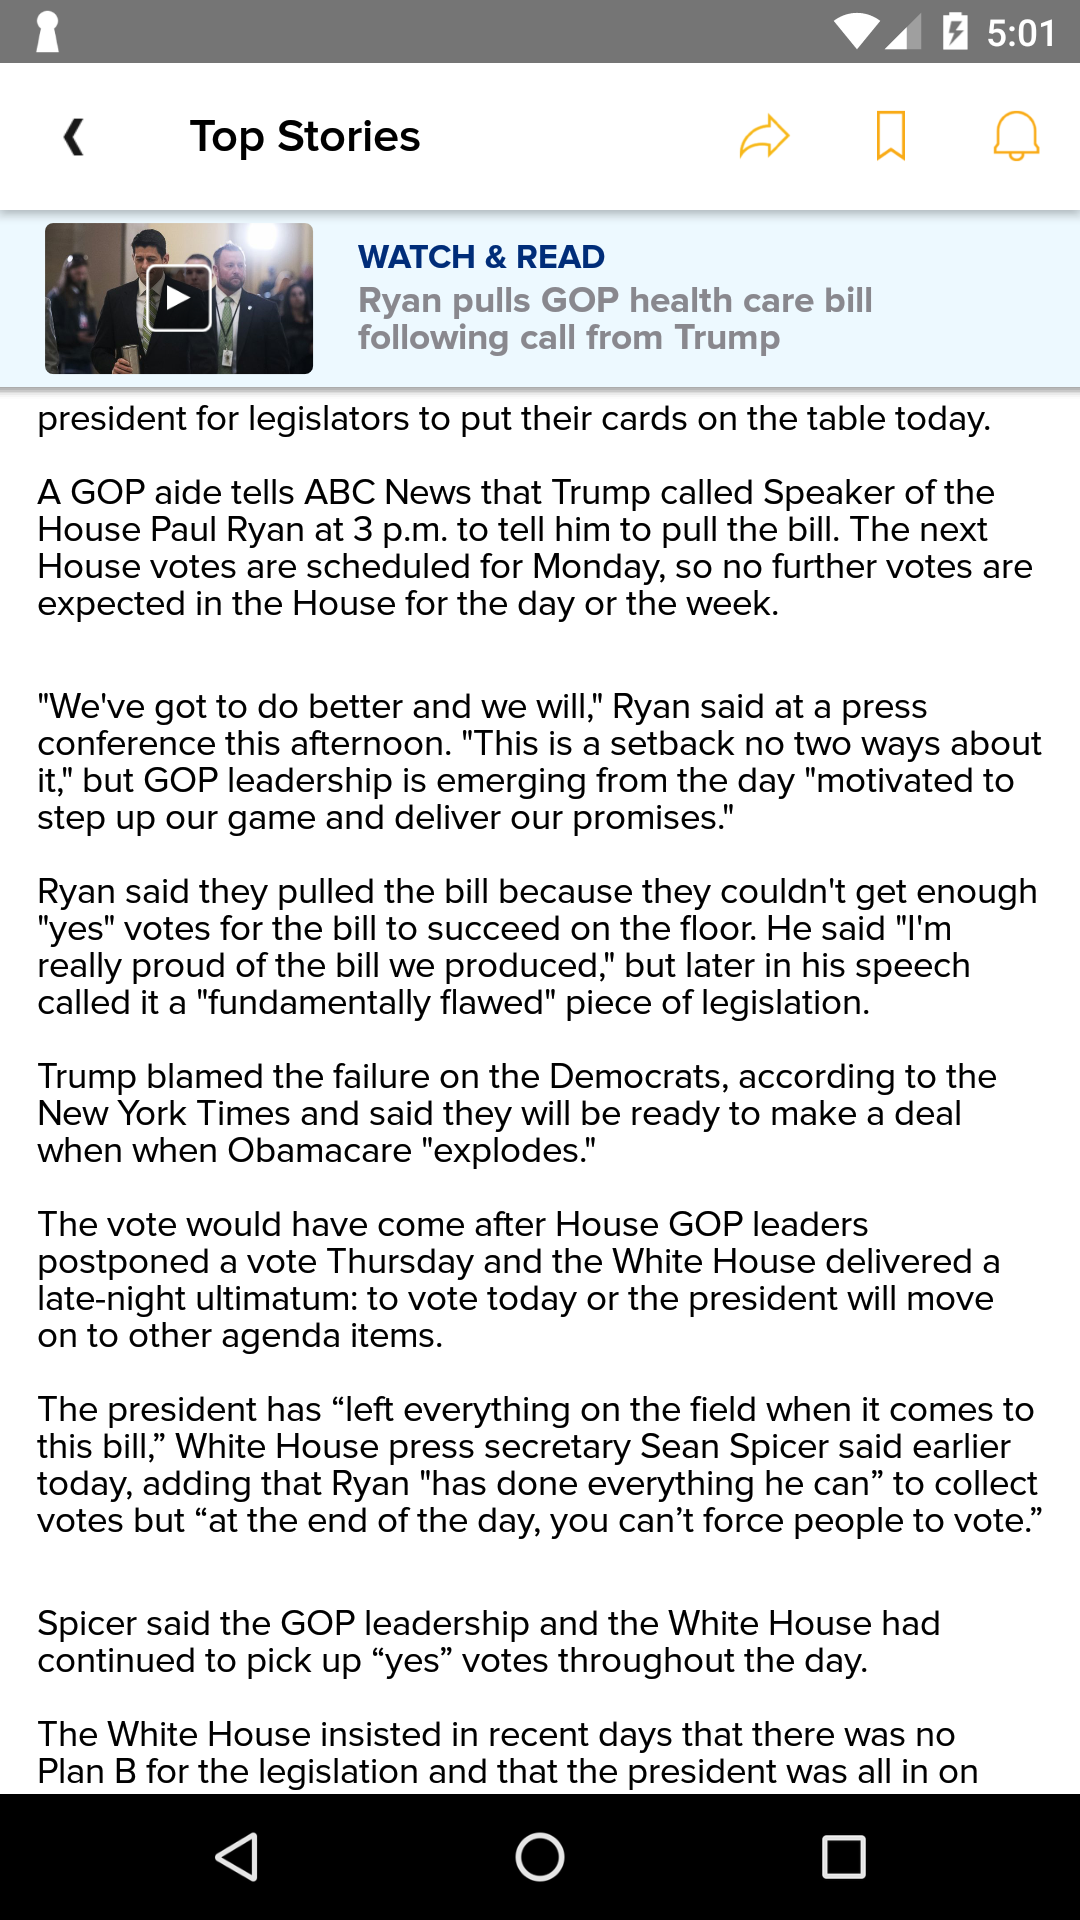 5:01
Top Stories
WATCH & READ
Ryan pulls GOP health care bill
following call from Trump
president for legislators to put their cards on the table today.
A GOP aide tells ABC News that Trump called Speaker of the
House Paul Ryan at 3 p.m. to tell him to pull the bill. The next
House votes are scheduled for Monday, so no further votes are
expected in the House for the day or the week.
"We've got to do better and we will," Ryan said at a press
conference this afternoon. "This is a setback no two ways about
it," but GOP leadership is emerging from the day "motivated to
step up our game and deliver our promises."
Ryan said they pulled the bill because they couldn't get enough
"yes" votes for the bill to succeed on the floor. He said "I'm
really proud of the bill we produced," but later in his speech
called it a "fundamentally flawed" piece of legislation.
Trump blamed the failure on the Democrats, according to the
New York Times and said they will be ready to make a deal
when when Obamacare "explodes."
The vote would have come after House GOP leaders
postponed a vote Thursday and the White House delivered a
late-night ultimatum: to vote today or the president will move
on to other agenda items.
The president has “left everything on the field when it comes to
this bill,” White House press secretary Sean Spicer said earlier
today, adding that Ryan "has done everything he can” to collect
votes but “at the end of the day, you can’t force people to vote.”
Spicer said the GOP leadership and the White House had
continued to pick up “yes” votes throughout the day.
The White House insisted in recent days that there was no
Plan B for the legislation and that the president was all in on